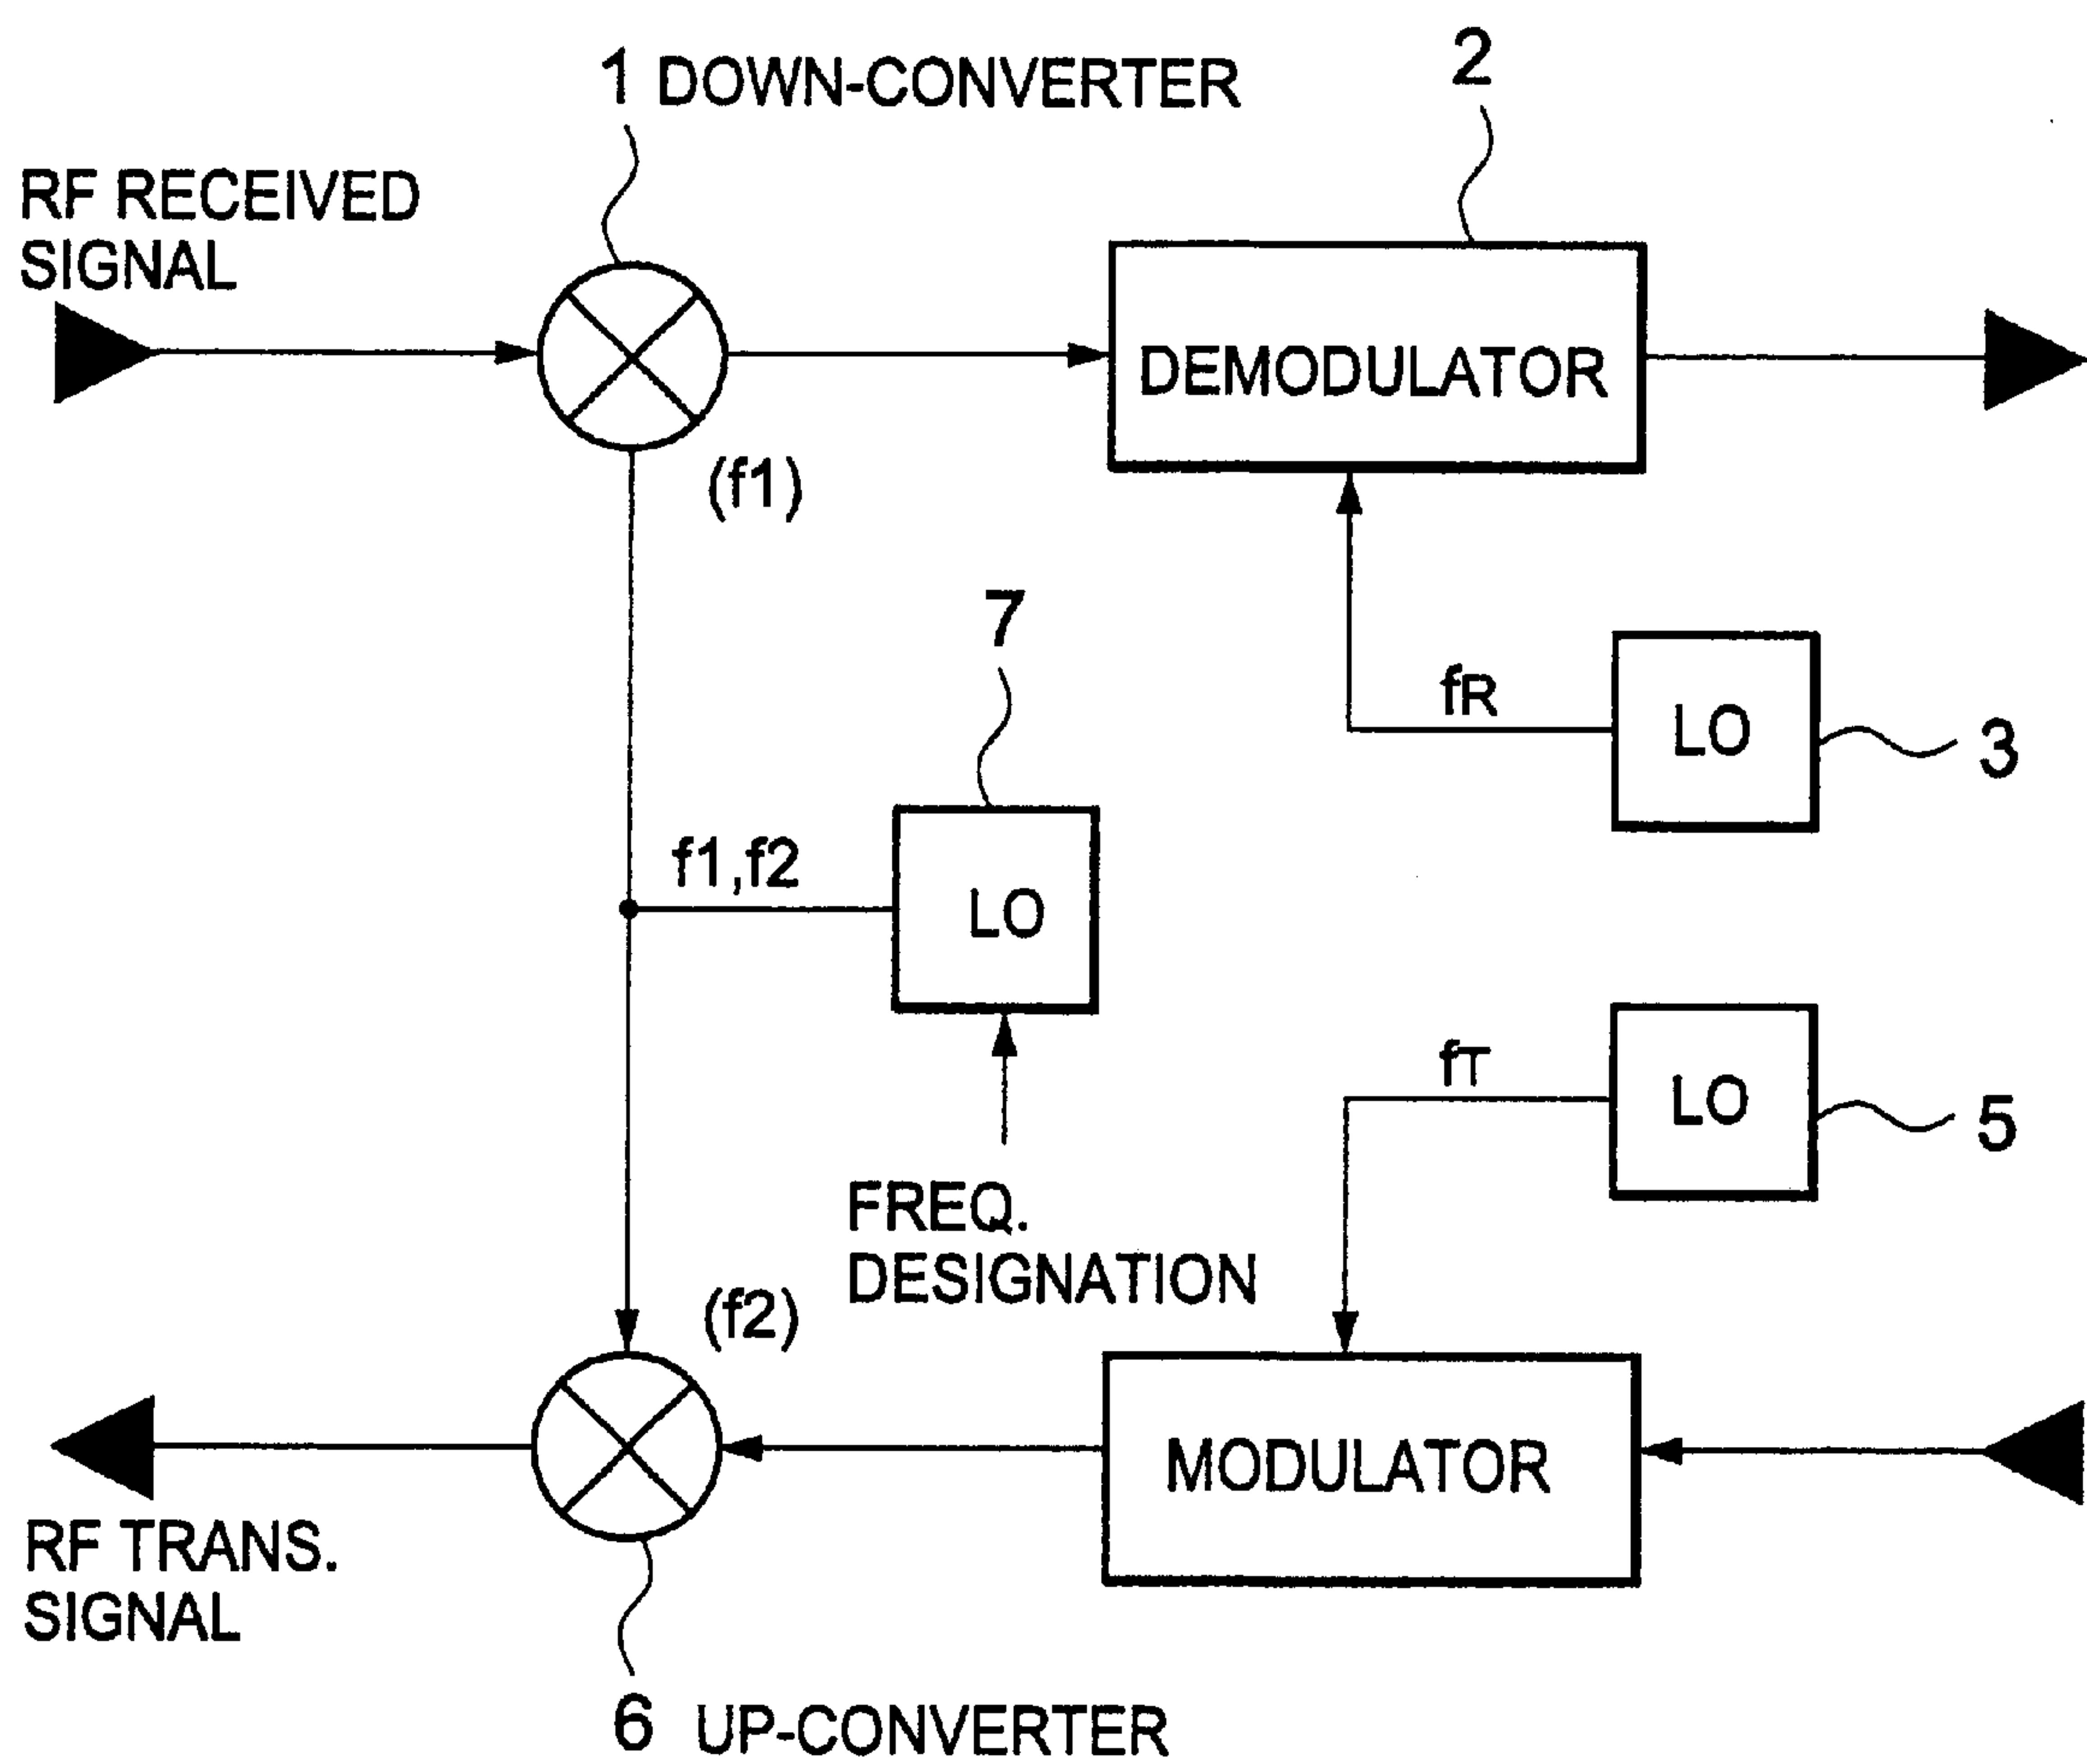 1 DOWN-CONVERTER
2
RF RECEIVED
SIGNAL
DEMODULATOR
(f1)
7
fR
LO
3
f1,f2
LO
fT
LO
5
FREQ.
DESIGNATION
(f2)
MODULATOR
RF TRANS.
SIGNAL
6 UP-CONVERTER